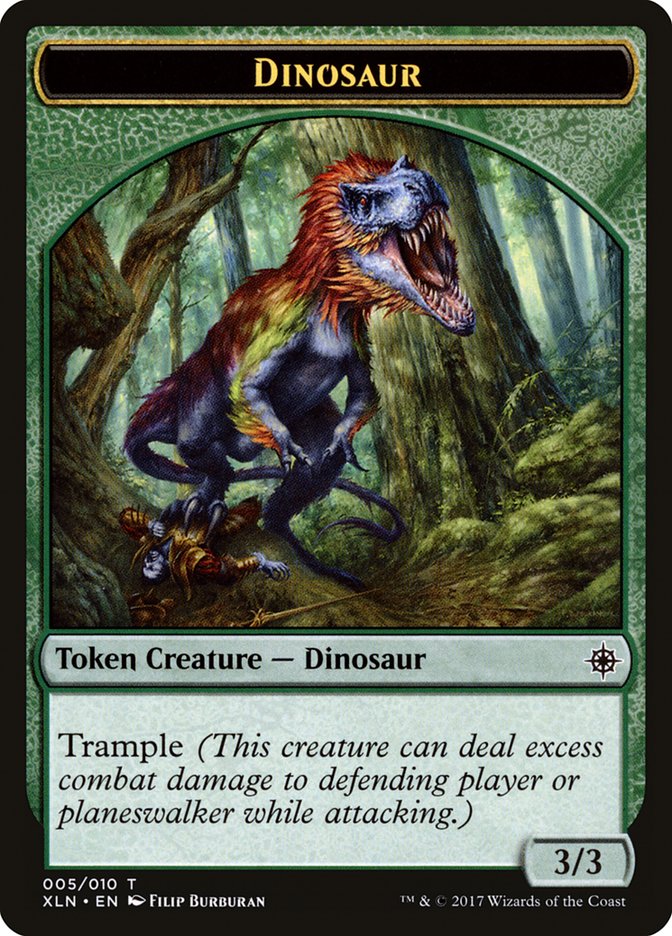 Dinosaur
Token Creature — Dinosaur
Trample (This creature can deal excess
combat damage to defending player or
planeswalker while attacking.)
3/3
005/010 T
XLN • EN Filip Burburan
™ & © 2017 Wizards of the Coast